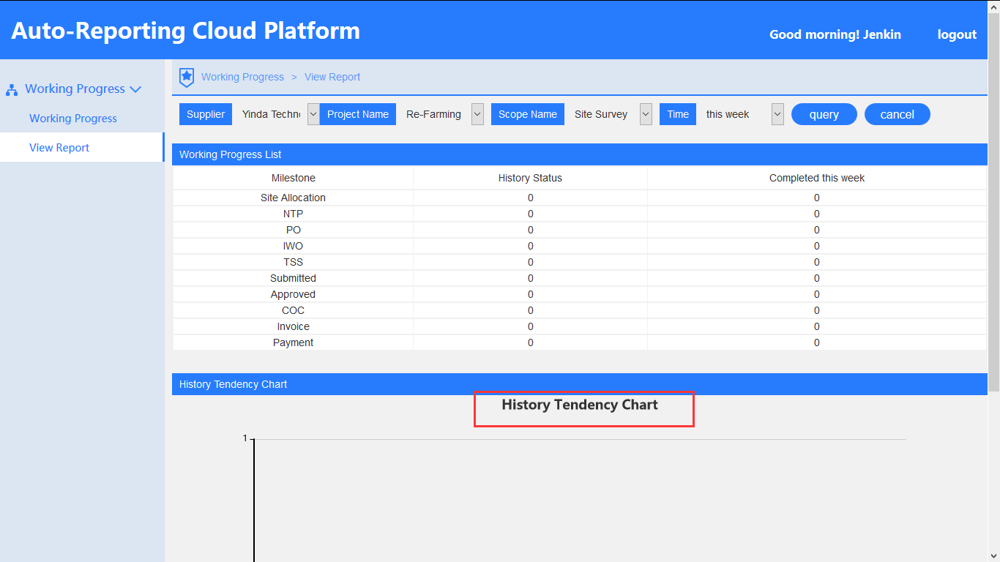 Auto-Reporting Cloud Platform
Good morning! Jenkin logout
Working Progress
Working Progress
View Report
Working Progress > View Report
Supplier Yinda Project Name Re-Farming Scope Name Site Survey Time this week query cancel
Working Progress List
Milestone History Status Completed this week
Site Allocation 0 0
NTP 0 0
PO 0 0
IWO 0 0
TSS 0 0
Submitted 0 0
Approved 0 0
COC 0 0
Invoice 0 0
Payment 0 0
History Tendency Chart
History Tendency Chart
1